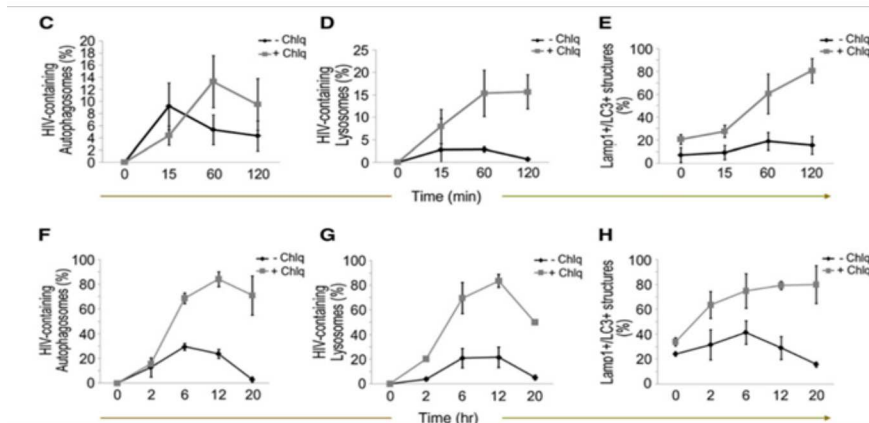 C
HIV-containing
Autophagosomes (%)
20
18
16
14
12
10
8
6
4
2
0
0 15 60 120
- Chlq
+ Chlq
D
HIV-containing
Lysosomes (%)
25
20
15
10
5
0
0 15 60 120
- Chlq
+ Chlq
E
Lamp1+/LC3+ structures
(%)
100
80
60
40
20
0
0 15 60 120
- Chlq
+ Chlq
Time (min)
F
HIV-containing
Autophagosomes (%)
100
80
60
40
20
0
0 2 6 12 20
- Chlq
+ Chlq
G
HIV-containing
Lysosomes (%)
100
80
60
40
20
0
0 2 6 12 20
- Chlq
+ Chlq
H
Lamp1+/LC3+ structures
(%)
100
80
60
40
20
0
0 2 6 12 20
- Chlq
+ Chlq
Time (hr)